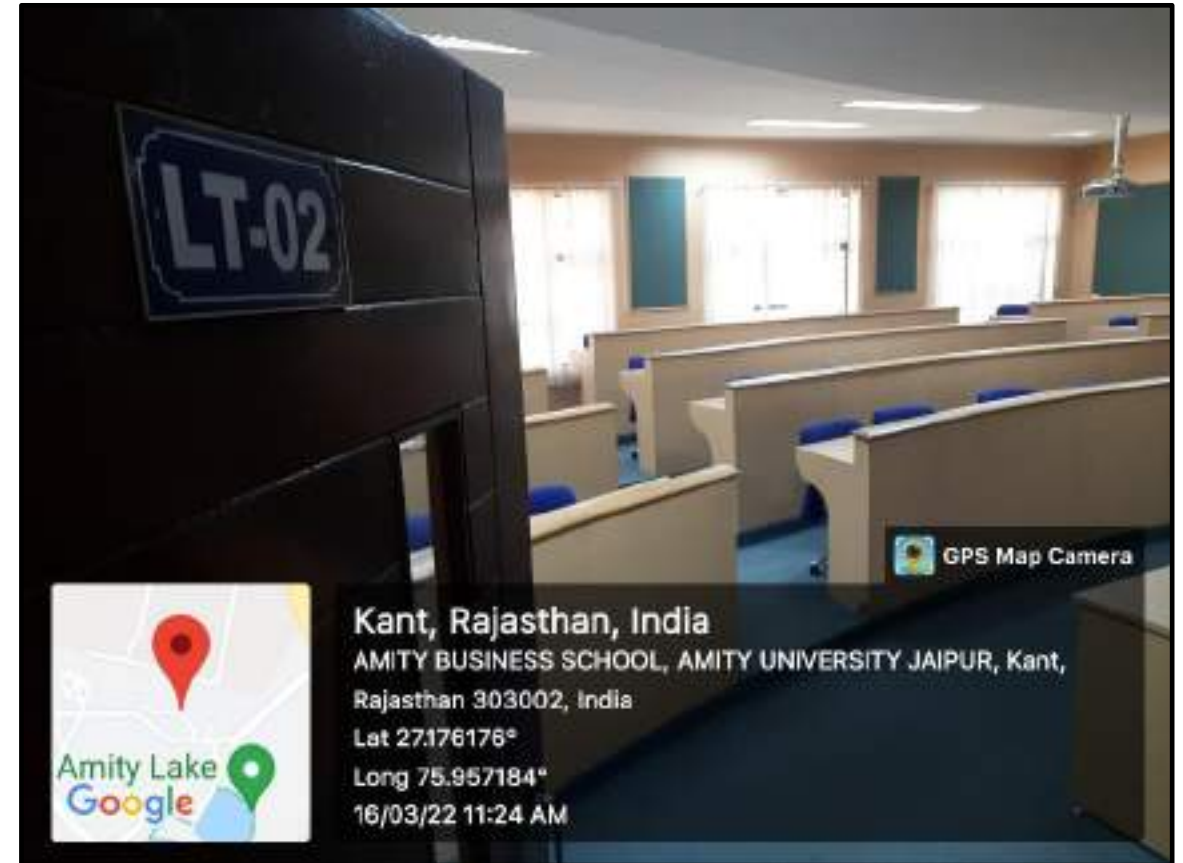 LT-02
GPS Map Camera
Kant, Rajasthan, India
AMITY BUSINESS SCHOOL, AMITY UNIVERSITY JAIPUR, Kant,
Rajasthan 303002, India
Lat 27.176176°
Long 75.957184°
16/03/22 11:24 AM
Amity Lake
Google